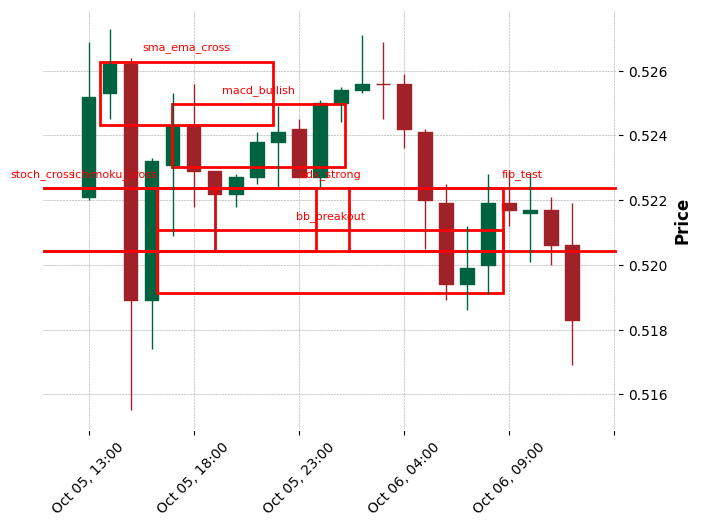 sma_ema_cross
macd_bullish
stoch_cross
fib_test
bb_breakout
0.526
0.524
0.522
0.520
0.518
0.516
Price
Oct 05, 13:00
Oct 05, 18:00
Oct 05, 23:00
Oct 06, 04:00
Oct 06, 09:00